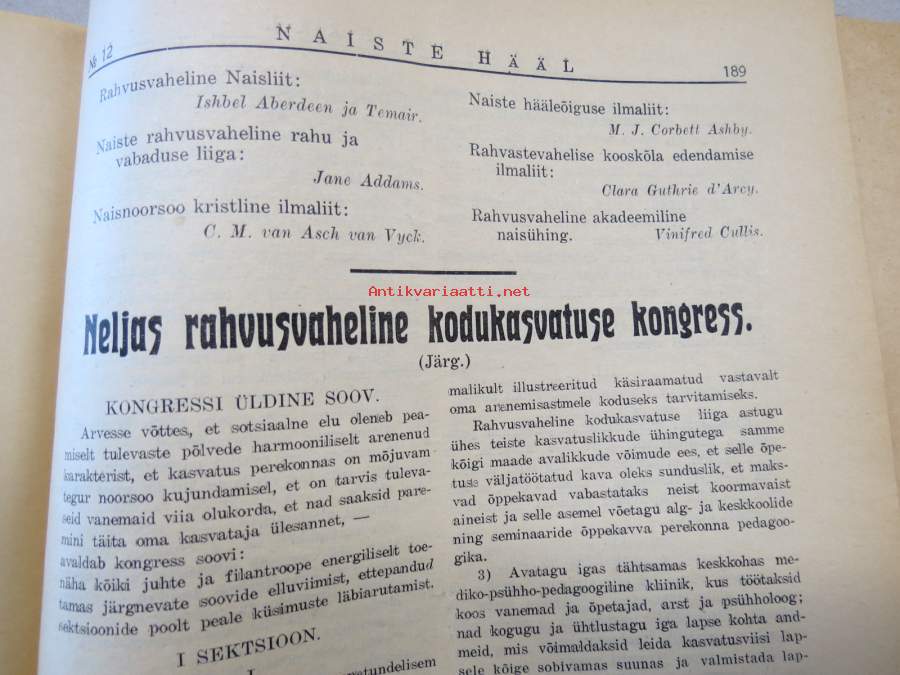 № 12
NAISTE HÄÄL
189
Rahvusvaheline Naisliit:
Ishbel Aberdeen ja Temair.
Naiste rahvusvaheline rahu ja
vabaduse liiga:
Jane Addams.
Naisnoorsoo kristline ilmaliit:
C. M. van Asch van Vyck.
Naiste hääleõiguse ilmaliit:
M. J. Corbett Ashby.
Rahvastevahelise kooskõla edendamise
ilmaliit:
Clara Guthrie d'Arcy.
Rahvusvaheline akadeemiline
naisühing. Vinifred Cullis.
Antikvariaatti.net
Neljas rahvusvaheline kodukasvatuse kongress.
(Järg.)
KONGRESSI ÜLDINE SOOV.
Arvesse võttes, et sotsiaalne elu oleneb pea-
miselt tulevaste põlvede harmooniliselt arenenud
karakterist, et kasvatus perekonnas on mõjuvam
tegur noorsoo kujundamisel, et on tarvis tuleva-
seid vanemaid viia olukorda, et nad saaksid pare-
mini täita oma kasvataja ülesannet, —
avaldab kongress soovi:
näha kõiki juhte ja filantroope energiliselt toe-
tamas järgnevate soovide elluviimist, ettepandud
sektsioonide poolt peale küsimuste läbiarutamist.
I SEKTSIOON.
malikult illustreeritud käsiraamatud vastavalt
oma arenemisastmele koduseks tarvitamiseks.
Rahvusvaheline kodukasvatuse liiga astugu
ühes teiste kasvatuslikkude ühingutega samme
kõigi maade avalikkude võimude ees, et selle õpe-
tuse väljatöötatud kava oleks sunduslik, et maks-
vad õppekavad vabastataks neist koormavaist
aineist ja selle asemel võetagu alg- ja keskkoolide
ning seminaaride õppekavva perekonna pedagoo-
gika.
3) Avatagu igas tähtsamas keskkohas me-
diko-psühho-pedagoogiline kliinik, kus töötaksid
koos vanemad ja õpetajad, arst ja psühholoog;
nad kogugu ja ühtlustagu iga lapse kohta and-
meid, mis võimaldaksid leida kasvatusviisi lap-
sele kõige sobivamas suunas ja valmistada lap-